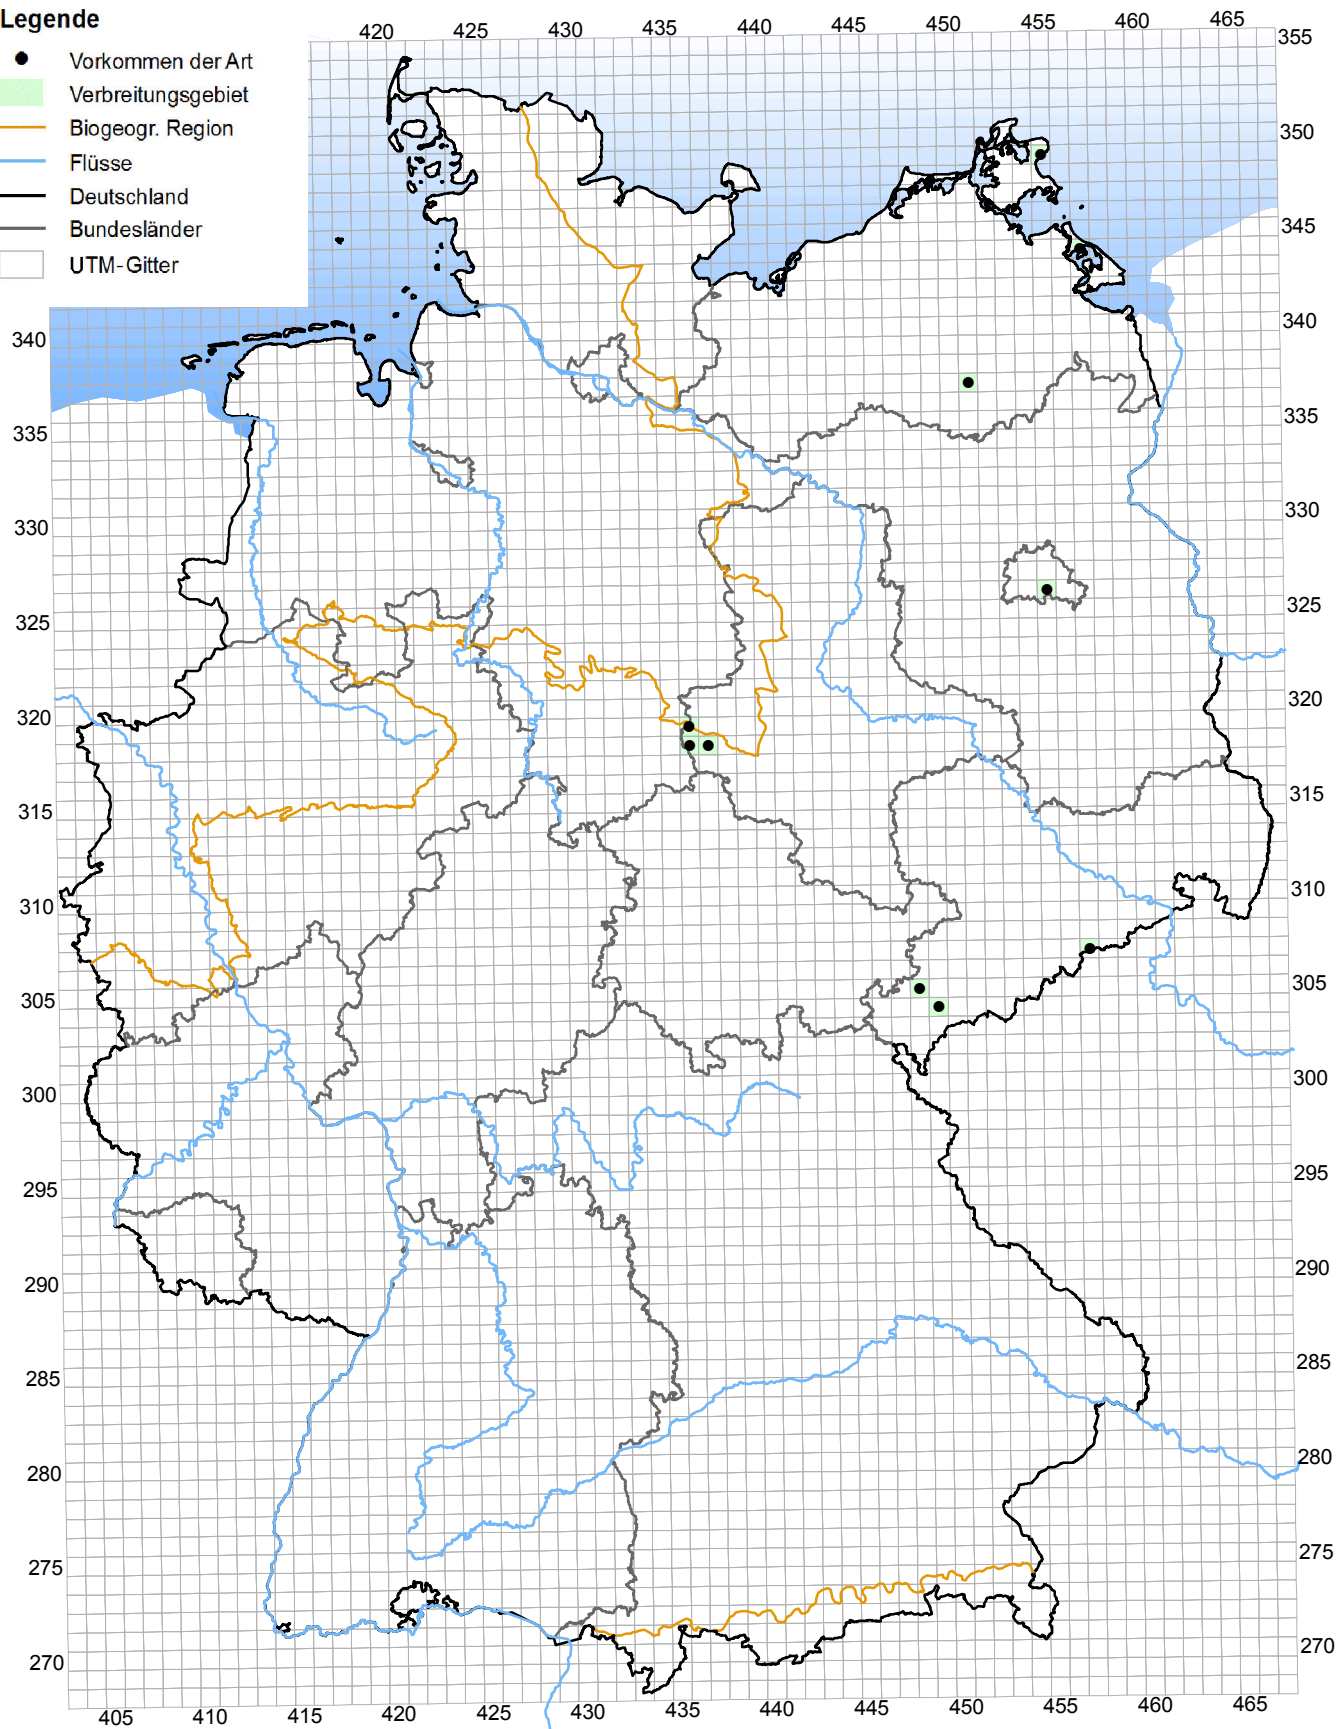 Legende
Vorkommen der Art
Verbreitungsgebiet
Biogeogr. Region
Flüsse
Deutschland
Bundesländer
UTM-Gitter
420 425 430 435 440 445 450 455 460 465
355
350
345
340 340
335 335
330 330
325 325
320 320
315 315
310 310
305 305
300 300
295 295
290 290
285 285
280 280
275 275
270 270
405 410 415 420 425 430 435 440 445 450 455 460 465